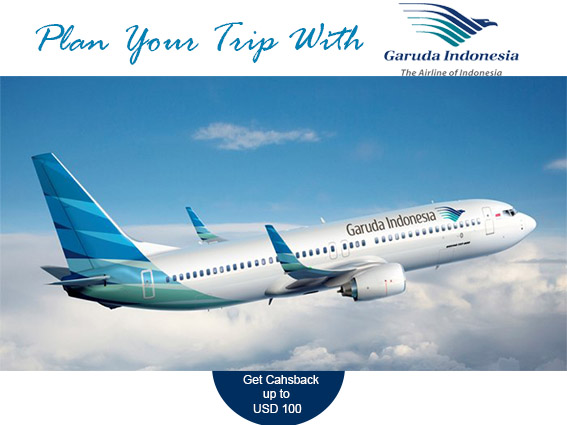 Plan Your Trip With
Garuda Indonesia
The Airline of Indonesia
Garuda Indonesia
Get Cahsback
up to
USD 100